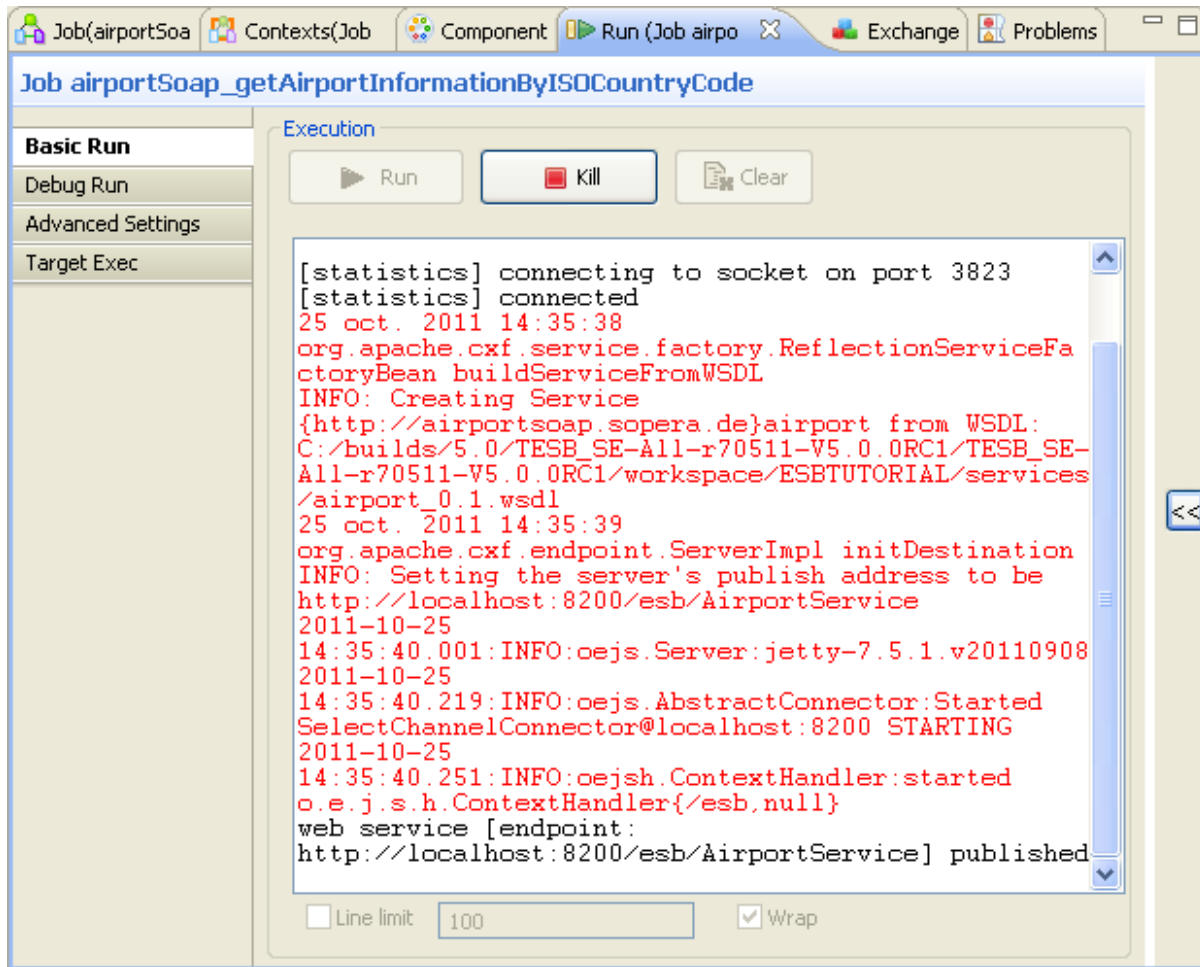 Job(airportSoa Contexts(Job Component Run (Job airpo Exchange Problems
Job airportSoap_getAirportInformationByISOCountryCode
Basic Run
Debug Run
Advanced Settings
Target Exec
Execution
Run Kill Clear
[statistics] connecting to socket on port 3823
[statistics] connected
25 oct. 2011 14:35:38
org.apache.cxf.service.factory.ReflectionServiceFa
ctoryBean buildServiceFromWSDL
INFO: Creating Service
{http://airportsoap.sopera.de}airport from WSDL:
C:/builds/5.0/TESB_SE-All-r70511-V5.0.0RC1/TESB_SE-
All-r70511-V5.0.0RC1/workspace/ESBTUTORIAL/services
/airport_0.1.wsdl
25 oct. 2011 14:35:39
org.apache.cxf.endpoint.ServerImpl initDestination
INFO: Setting the server's publish address to be
http://localhost:8200/esb/AirportService
2011-10-25
14:35:40.001:INFO:oejs.Server:jetty-7.5.1.v20110908
2011-10-25
14:35:40.219:INFO:oejs.AbstractConnector:Started
SelectChannelConnector@localhost:8200 STARTING
2011-10-25
14:35:40.251:INFO:oejsh.ContextHandler:started
o.e.j.s.h.ContextHandler{/esb,null}
web service [endpoint:
http://localhost:8200/esb/AirportService] published
Line limit 100 Wrap
<<